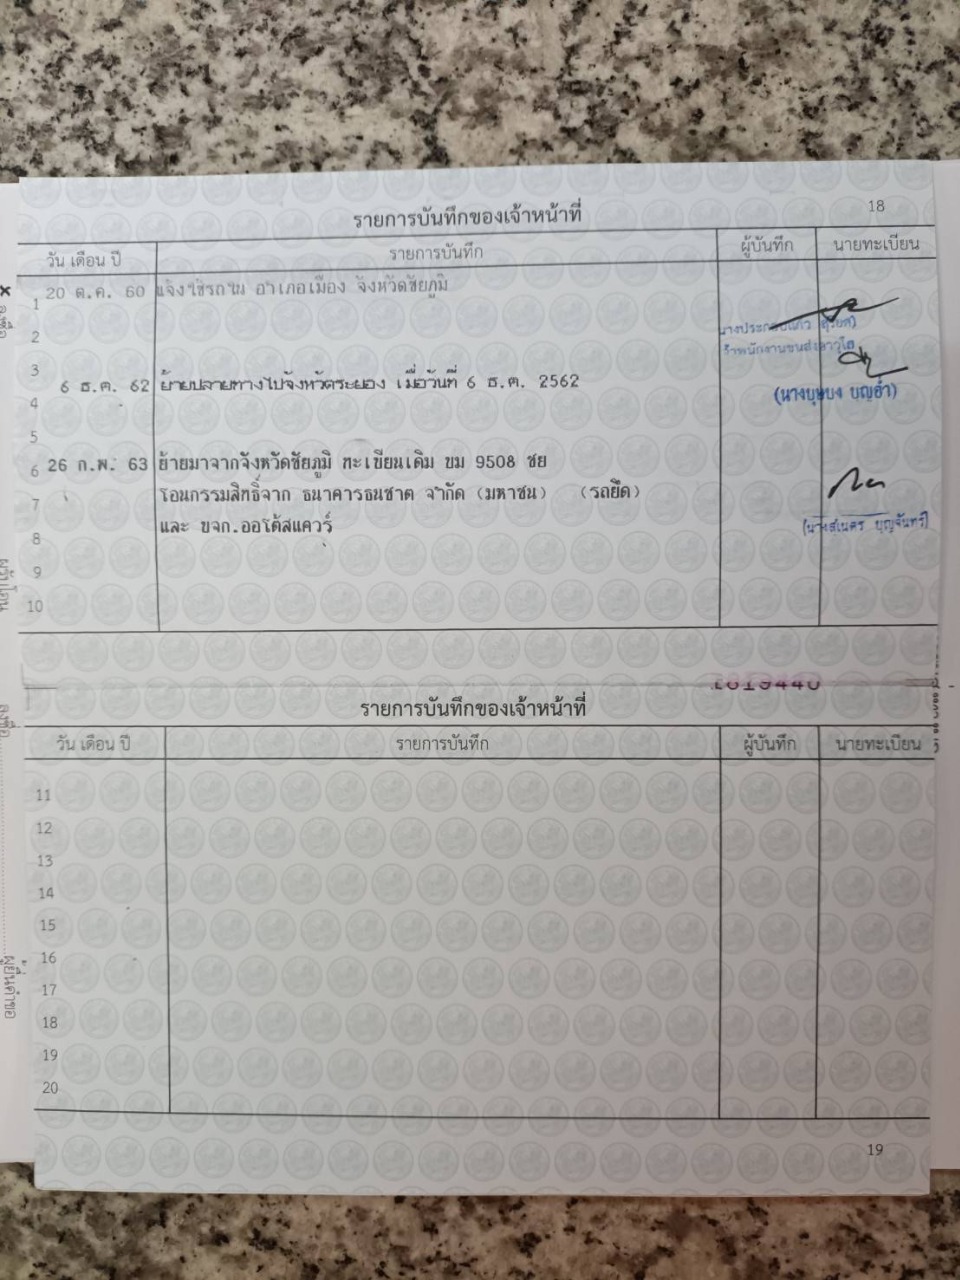 18
รายการบันทึกของเจ้าหน้าที่
วัน เดือน ปี รายการบันทึก ผู้บันทึก นายทะเบียน
1 20 ต.ค. 60 แจ้งใช้รถใน อำเภอเมือง จังหวัดชัยภูมิ
2
3
6 ธ.ค. 62 ย้ายปลายทางไปจังหวัดระยอง เมื่อวันที่ 6 ธ.ค. 2562
4 (นางบุษบง บุญอ่ำ)
5
6 26 ก.พ. 63 ย้ายมาจากจังหวัดชัยภูมิ ทะเบียนเดิม ขม 9508 ชย
7 โอนกรรมสิทธิ์จาก ธนาคารธนชาต จำกัด (มหาชน) (รถยึด)
8 และ บจก.ออโต้สแควร์
9
10
รายการบันทึกของเจ้าหน้าที่
วัน เดือน ปี รายการบันทึก ผู้บันทึก นายทะเบียน
11
12
13
14
15
16
17
18
19
20
19
ผู้ยื่นคำขอ